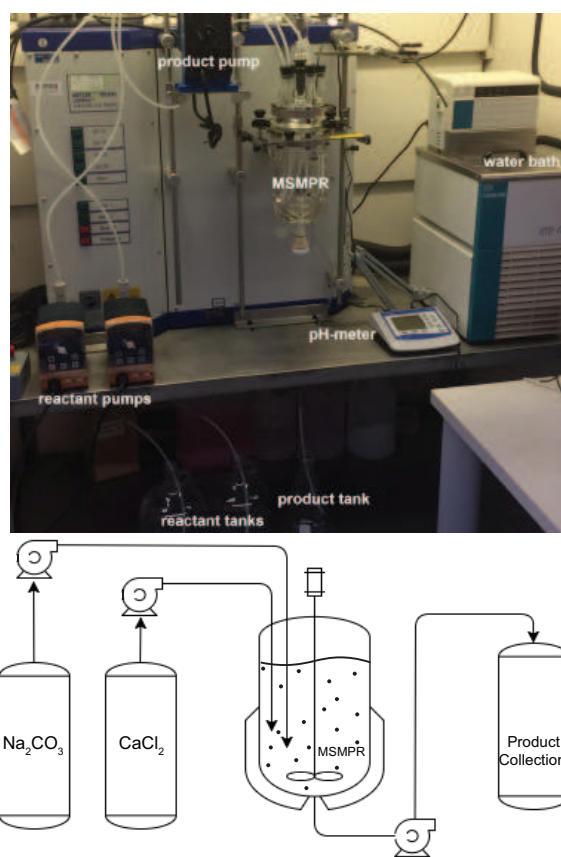 product pump
water bath
MSMPR
pH-meter
reactant pumps
product tank
reactant tanks
Na₂CO₃
CaCl₂
MSMPR
Product
Collection